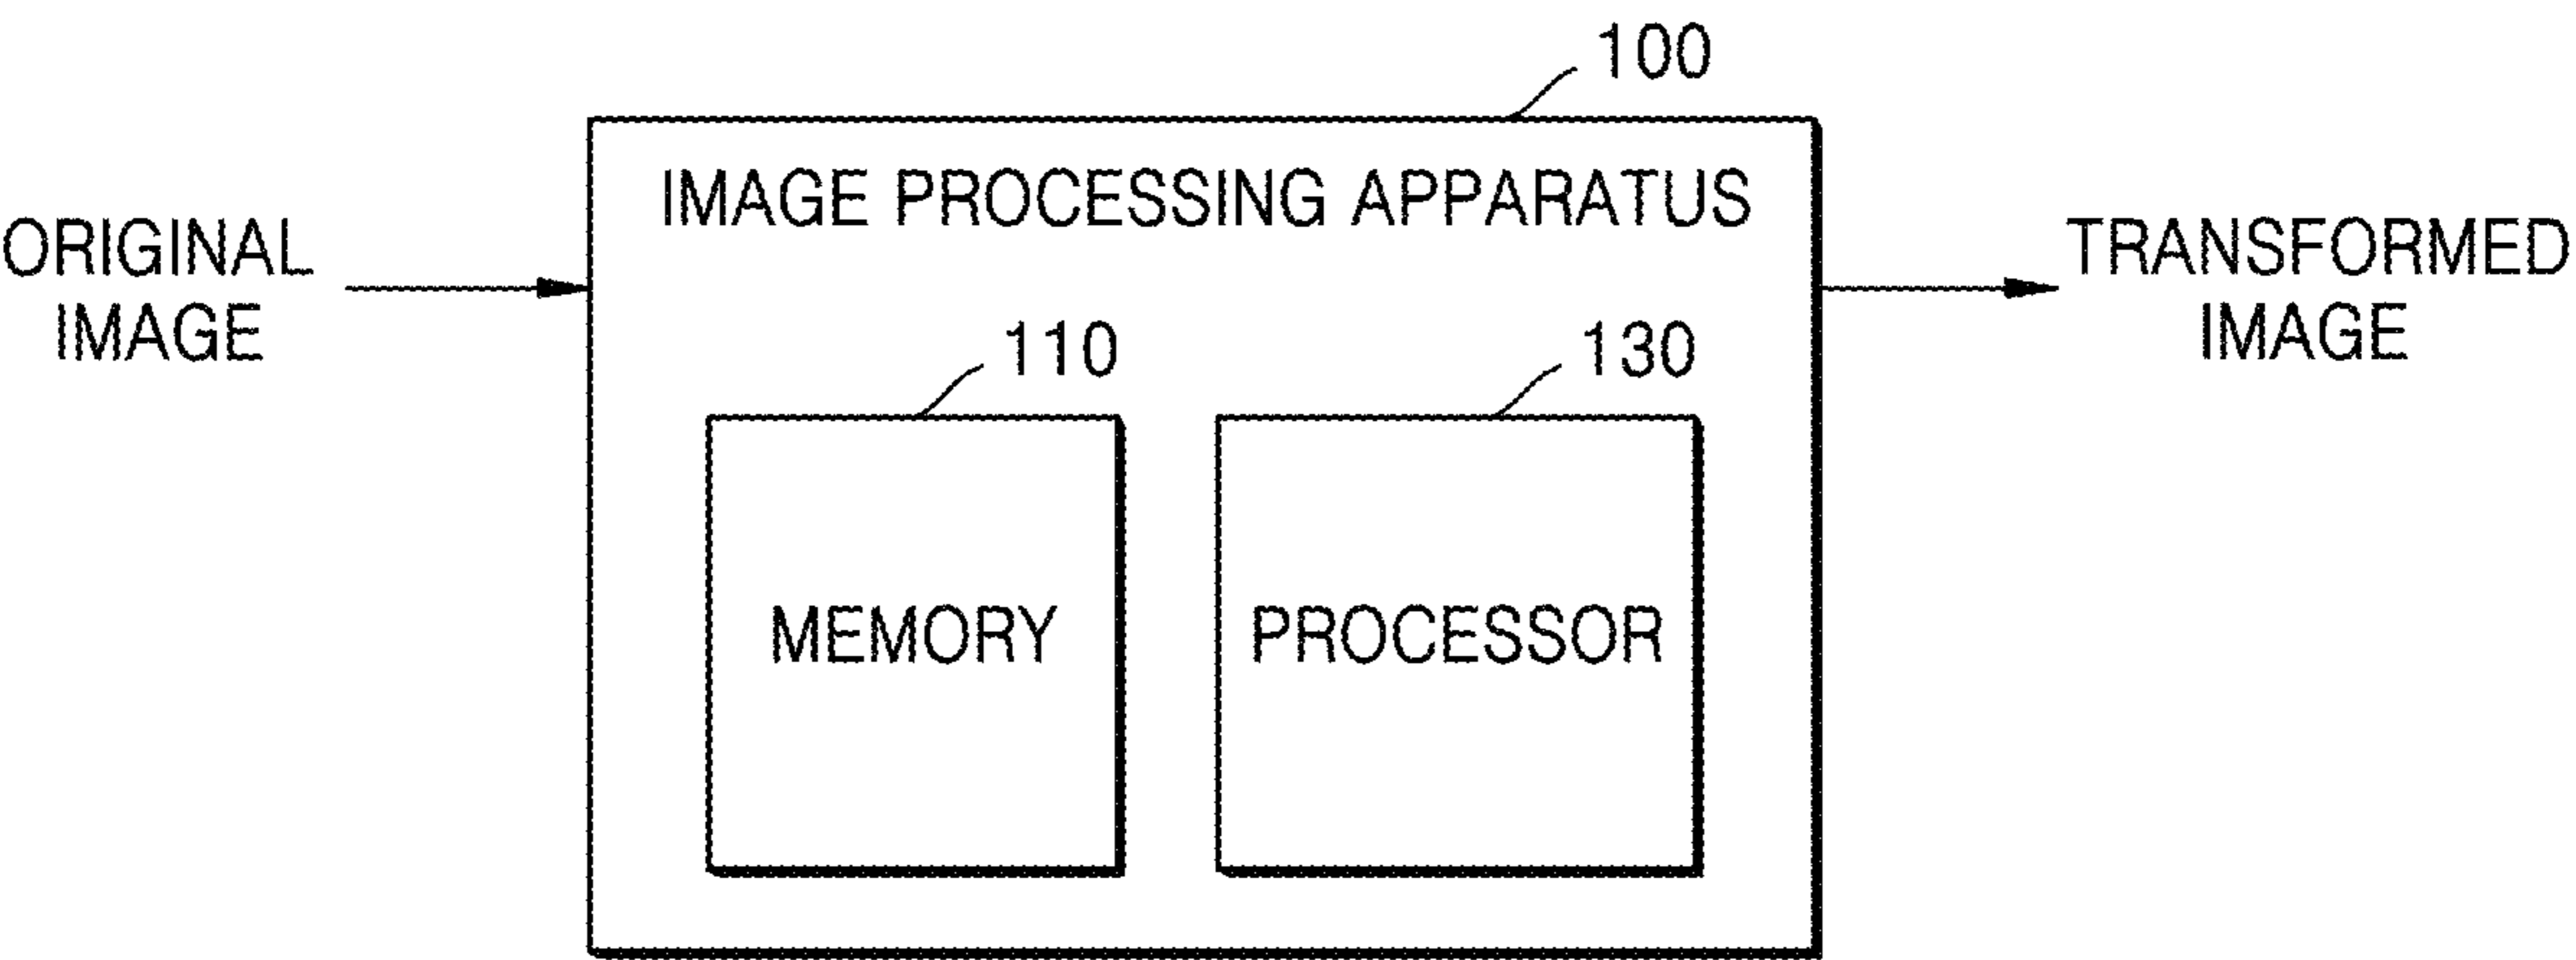 100
IMAGE PROCESSING APPARATUS
ORIGINAL
IMAGE
TRANSFORMED
IMAGE
110
130
MEMORY
PROCESSOR